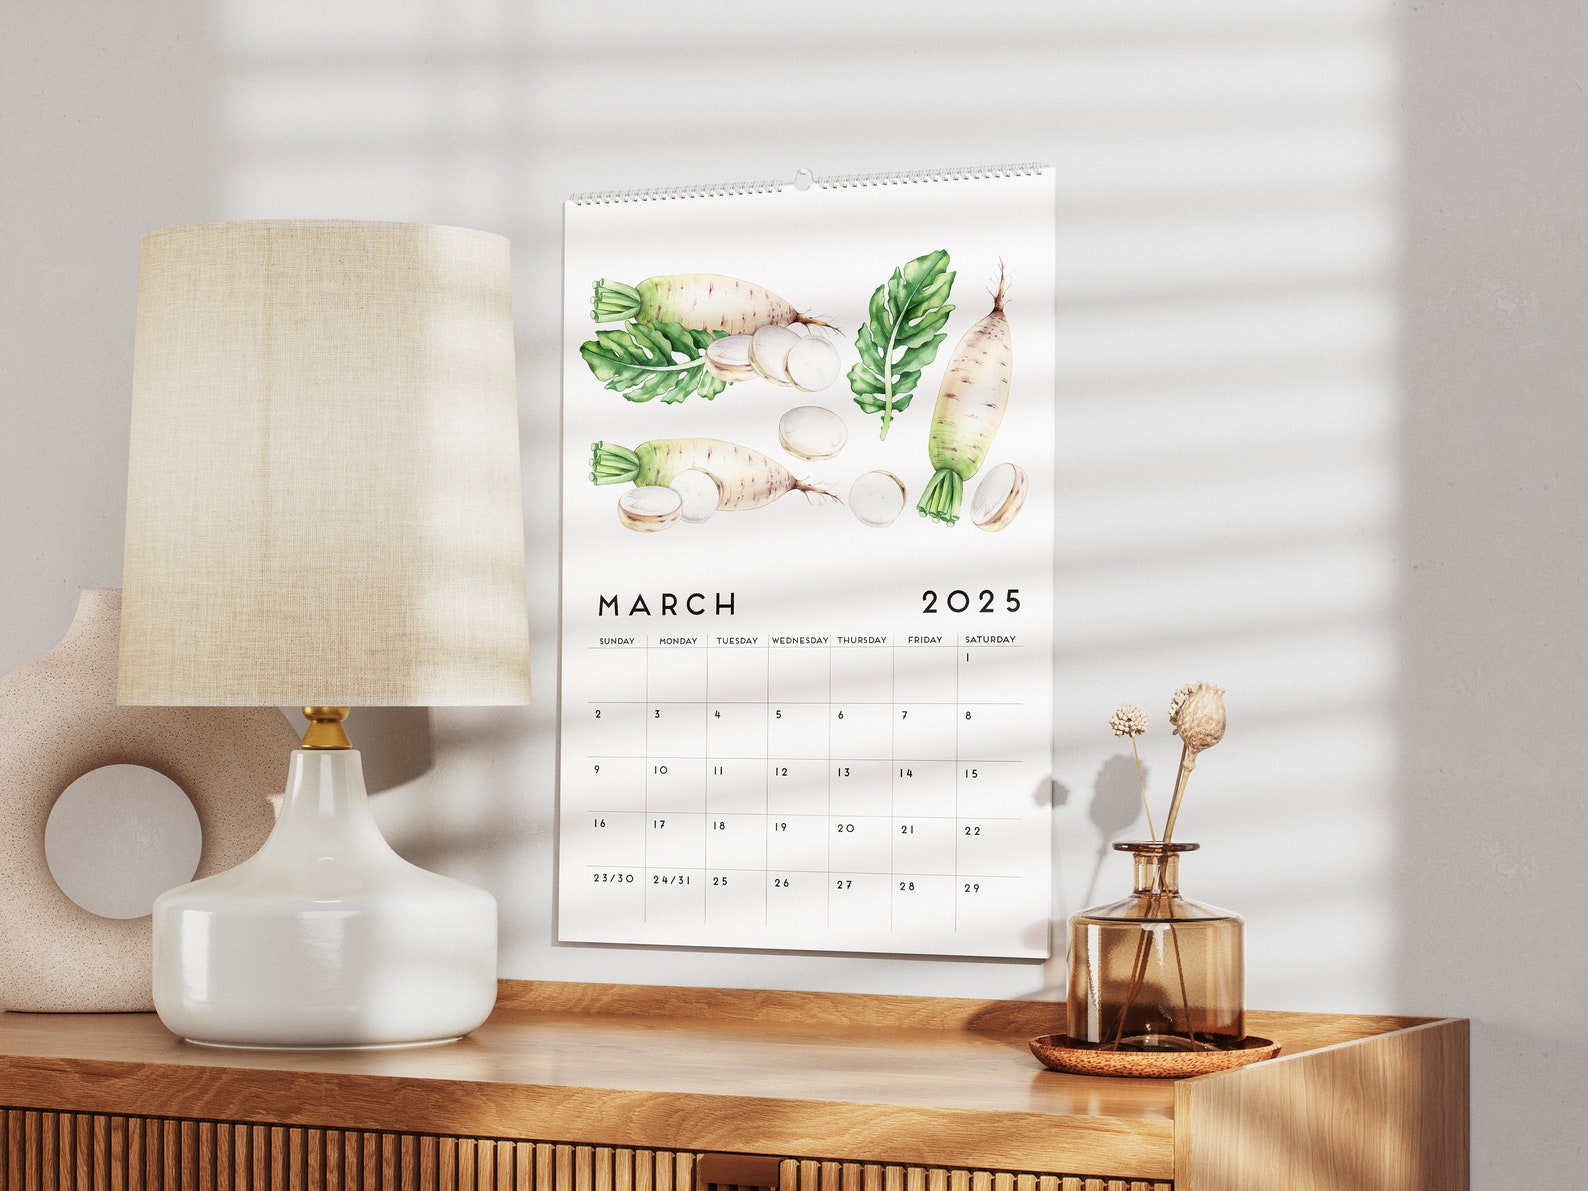 MARCH 2025
SUNDAY MONDAY TUESDAY WEDNESDAY THURSDAY FRIDAY SATURDAY
1
2 3 4 5 6 7 8
9 10 11 12 13 14 15
16 17 18 19 20 21 22
23/30 24/31 25 26 27 28 29